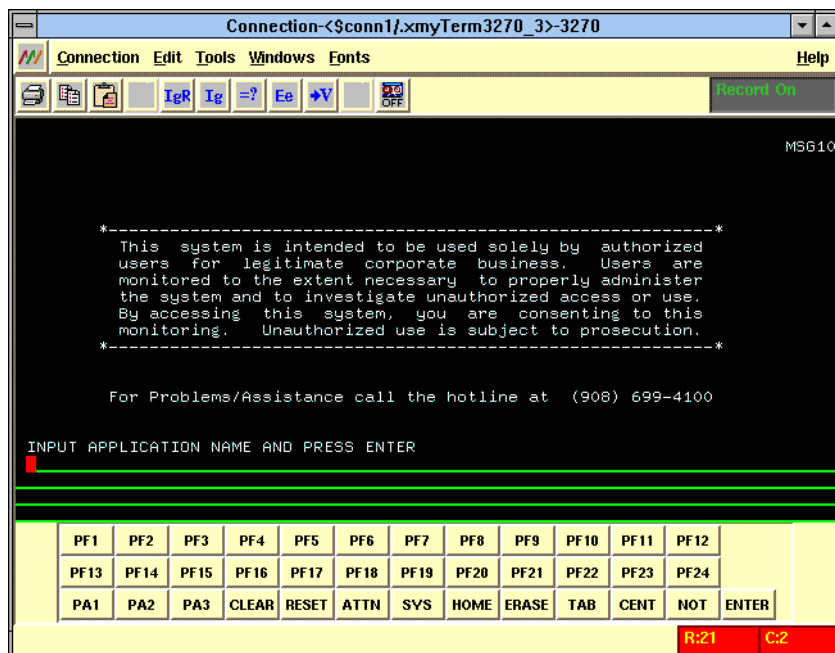 Connection-<$conn1/.xmyTerm3270_3>-3270
Connection Edit Tools Windows Fonts Help
IgR Ig =? Ee →V OFF Record On
MSG10
*--------------------------------------------------------------------*
This system is intended to be used solely by authorized
users for legitimate corporate business. Users are
monitored to the extent necessary to properly administer
the system and to investigate unauthorized access or use.
By accessing this system, you are consenting to this
monitoring. Unauthorized use is subject to prosecution.
*--------------------------------------------------------------------*
For Problems/Assistance call the hotline at (908) 699-4100
INPUT APPLICATION NAME AND PRESS ENTER
PF1 PF2 PF3 PF4 PF5 PF6 PF7 PF8 PF9 PF10 PF11 PF12
PF13 PF14 PF15 PF16 PF17 PF18 PF19 PF20 PF21 PF22 PF23 PF24
PA1 PA2 PA3 CLEAR RESET ATTN SYS HOME ERASE TAB CENT NOT ENTER
R:21 C:2